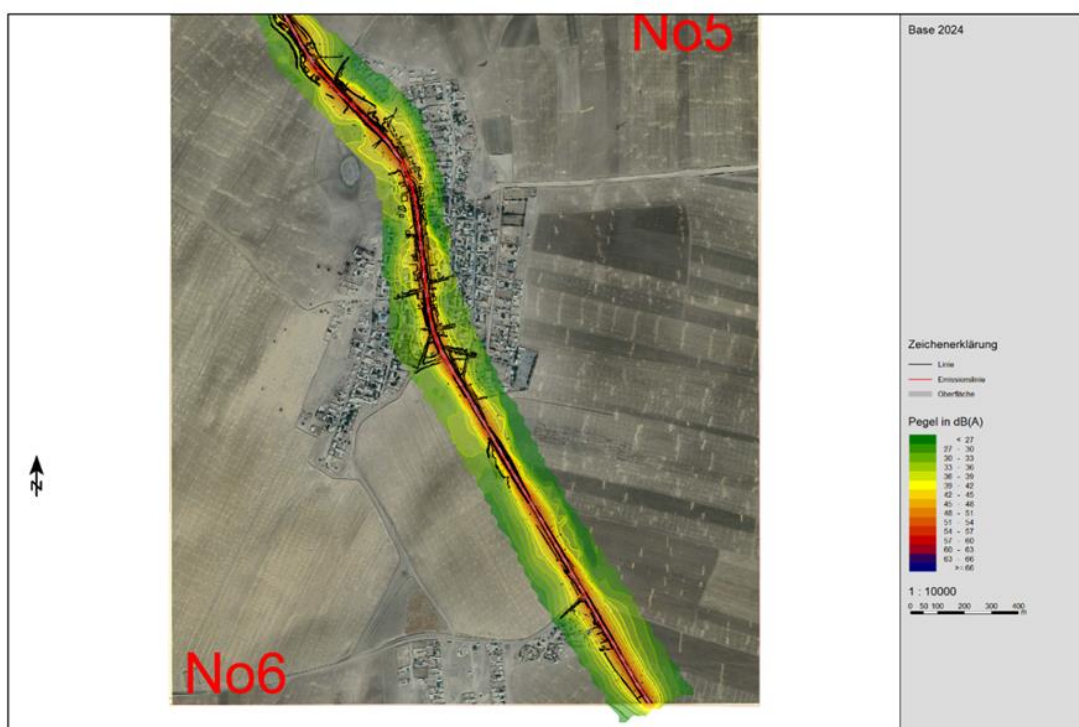 No5
No6
Base 2024
Zeichenerklärung
Linie
Emissionslinie
Oberfläche
Pegel in dB(A)
< 27
27 - 30
30 - 33
33 - 36
36 - 39
39 - 42
42 - 45
45 - 48
48 - 51
51 - 54
54 - 57
57 - 60
60 - 63
63 - 66
>= 66
1 : 10000
0 50 100 200 300 400
m
N